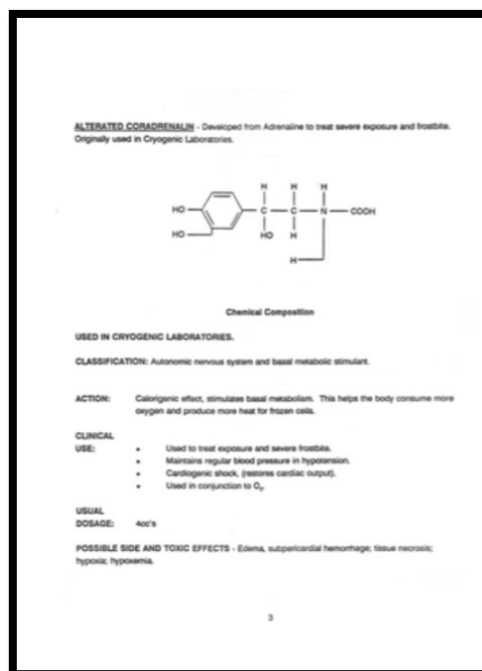 ALTERATED CORADRENALIN - Developed from Adrenaline to treat severe exposure and frostbite.
Originally used in Cryogenic Laboratories.
H H H
HO C C N COOH
HO HO H
H
Chemical Composition
USED IN CRYOGENIC LABORATORIES.
CLASSIFICATION: Autonomic nervous system and basal metabolic stimulant.
ACTION: Calorigenic effect, stimulates basal metabolism. This helps the body consume more
oxygen and produce more heat for frozen cells.
CLINICAL
USE: • Used to treat exposure and severe frostbite.
• Maintains regular blood pressure in hypotension.
• Cardiogenic shock, (restores cardiac output).
• Used in conjunction to O₂.
USUAL
DOSAGE: 4cc's
POSSIBLE SIDE AND TOXIC EFFECTS - Edema, subpericardial hemorrhage; tissue necrosis;
hypoxia; hypoxemia.
3